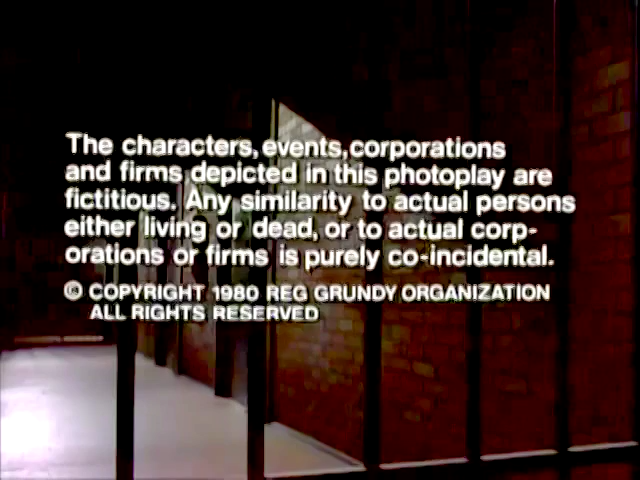 The characters, events, corporations
and firms depicted in this photoplay are
fictitious. Any similarity to actual persons
either living or dead, or to actual corp-
orations or firms is purely co-incidental.
© COPYRIGHT 1980 REG GRUNDY ORGANIZATION
ALL RIGHTS RESERVED